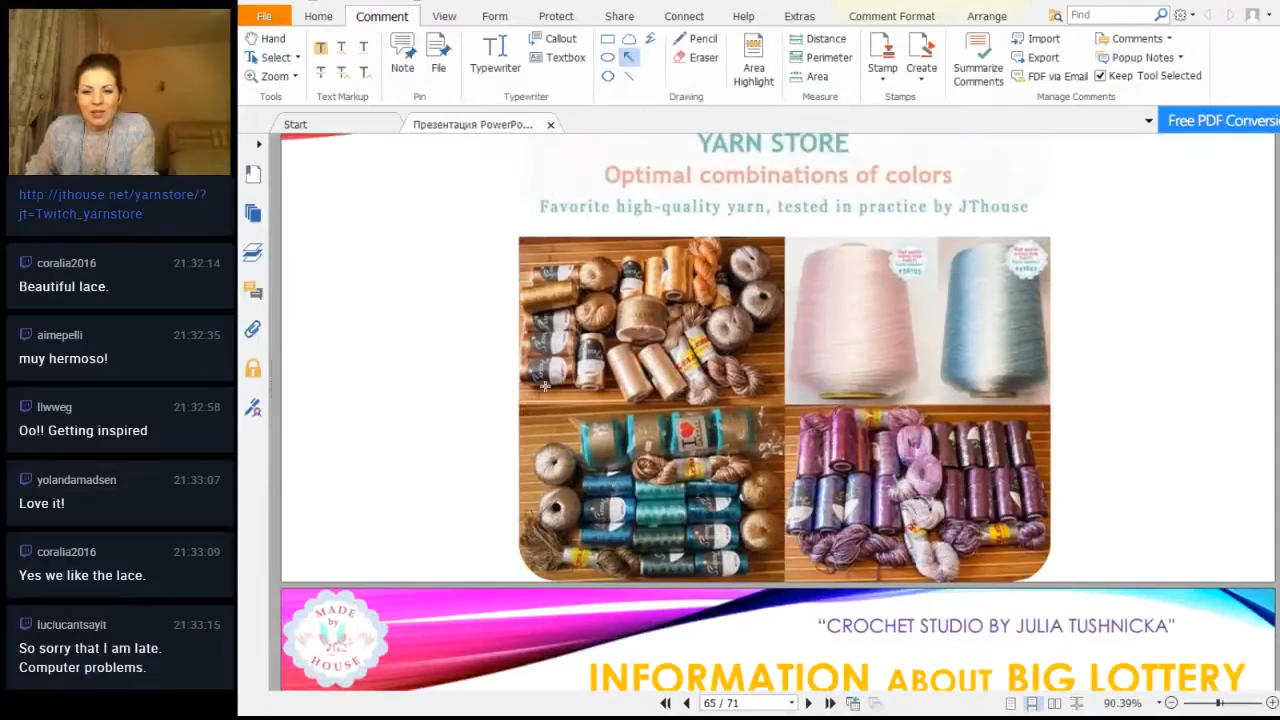 File
Home
Comment
View
Form
Protect
Share
Connect
Help
Extras
Comment Format
Arrange
Find
Hand
Select
Zoom
Tools
T T T
T T T
Text Markup
Note
File
Pin
Typewriter
Callout
Textbox
Typewriter
Pencil
Eraser
Drawing
Area
Highlight
Distance
Perimeter
Area
Measure
Stamp
Create
Stamps
Summarize
Comments
Import
Export
FDF via Email
Comments
Popup Notes
Keep Tool Selected
Manage Comments
Start
Презентация PowerPo...
Free PDF Conversi
http://jthouse.net/yarnstore/?
jt=Twitch_yarnstore
coralia2016 21:32:14
Beautiful lace.
aimepelli 21:32:35
muy hermoso!
llwweg 21:32:58
Oo!! Getting inspired
yolandamadsen 21:33:07
Love it!
coralia2016 21:33:09
Yes we like the lace.
luciucantsayit 21:33:15
So sorry that I am late.
Computer problems.
YARN STORE
Optimal combinations of colors
Favorite high-quality yarn, tested in practice by JThouse
I
MADE
by
HOUSE
"CROCHET STUDIO BY JULIA TUSHNICKA"
INFORMATION ABOUT BIG LOTTERY
65 / 71
90.39%